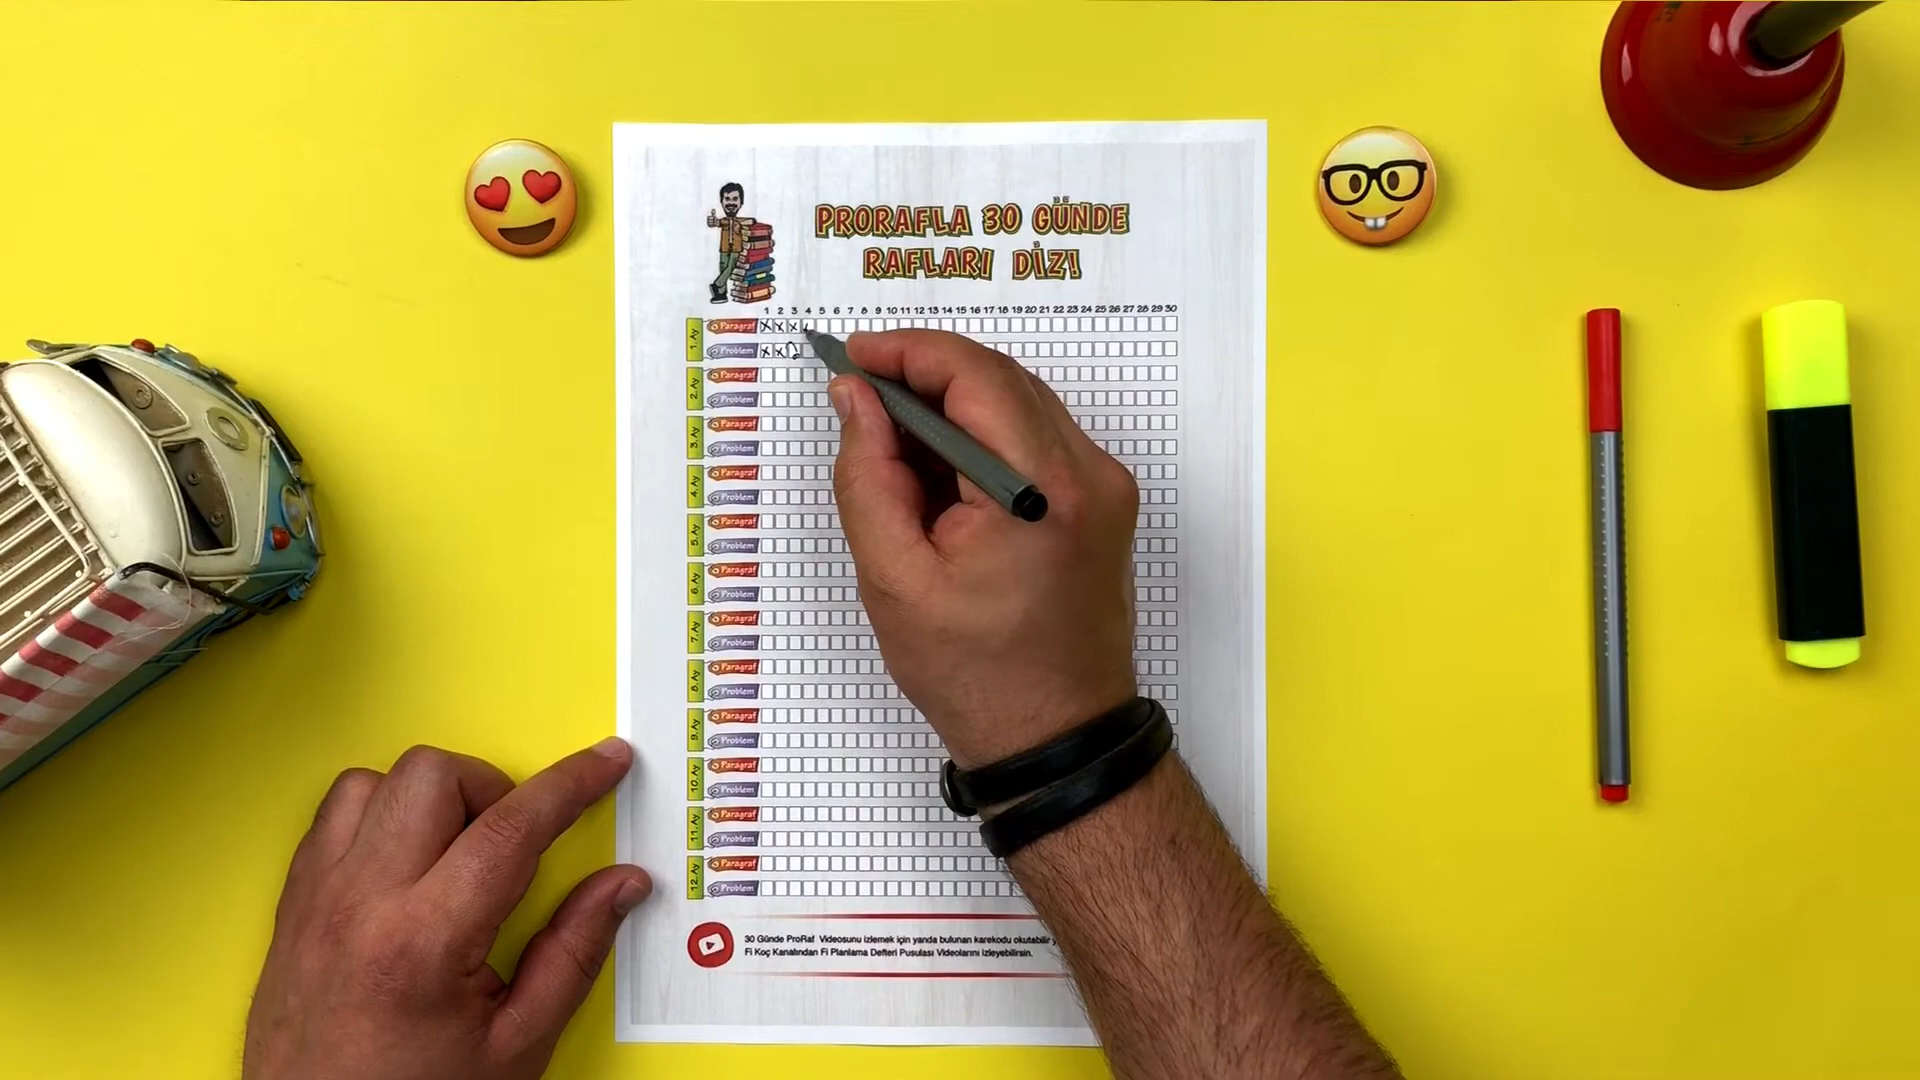 PRORAFLA 30 GÜNDE
RAFLARI DİZ!
1 2 3 4 5 6 7 8 9 10 11 12 13 14 15 16 17 18 19 20 21 22 23 24 25 26 27 28 29 30
1. Ay
Paragraf X X X
Problem X X
2. Ay
Paragraf
Problem
3. Ay
Paragraf
Problem
4. Ay
Paragraf
Problem
5. Ay
Paragraf
Problem
6. Ay
Paragraf
Problem
7. Ay
Paragraf
Problem
8. Ay
Paragraf
Problem
9. Ay
Paragraf
Problem
10. Ay
Paragraf
Problem
11. Ay
Paragraf
Problem
12. Ay
Paragraf
Problem
30 Günde ProRaf Videosunu izlemek için yanda bulunan karekodu okutabilir
Fi Koç Kanalından Fi Planlama Defteri Pusulası Videolarını izleyebilirsin.